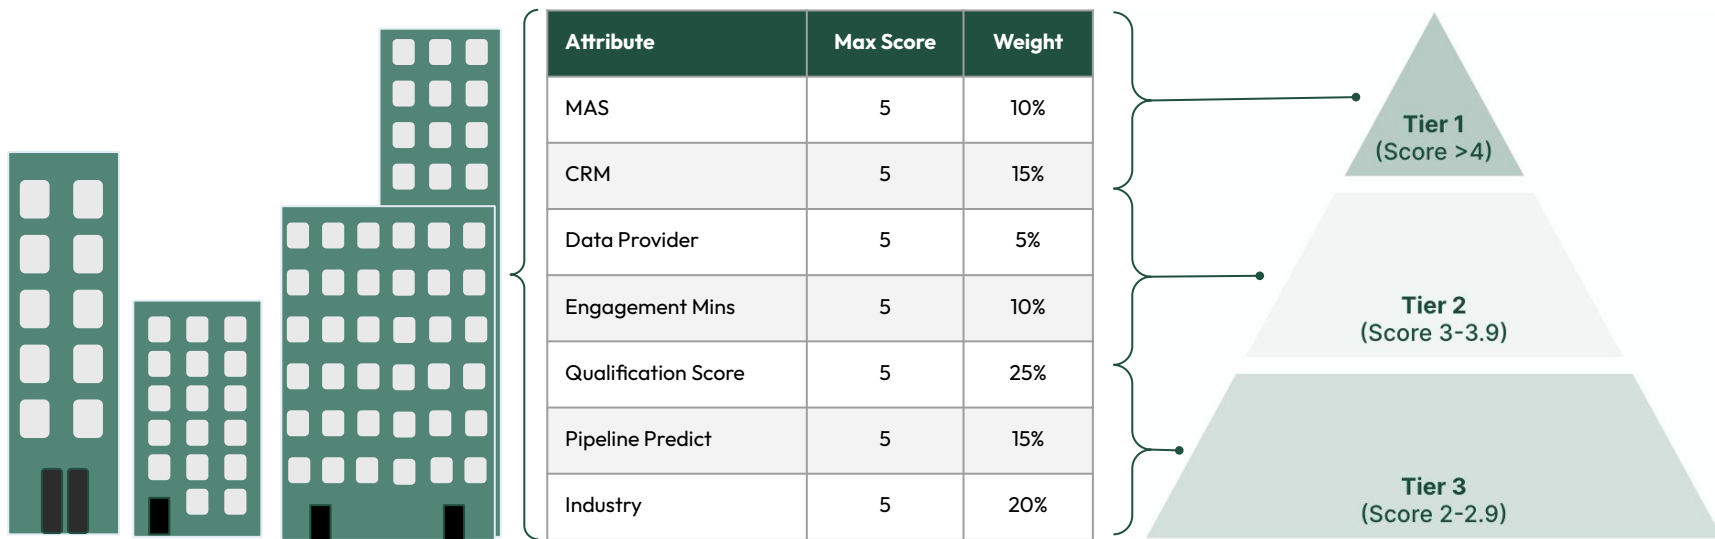 Attribute Max Score Weight
MAS 5 10%
CRM 5 15%
Data Provider 5 5%
Engagement Mins 5 10%
Qualification Score 5 25%
Pipeline Predict 5 15%
Industry 5 20%
Tier 1
(Score >4)
Tier 2
(Score 3-3.9)
Tier 3
(Score 2-2.9)